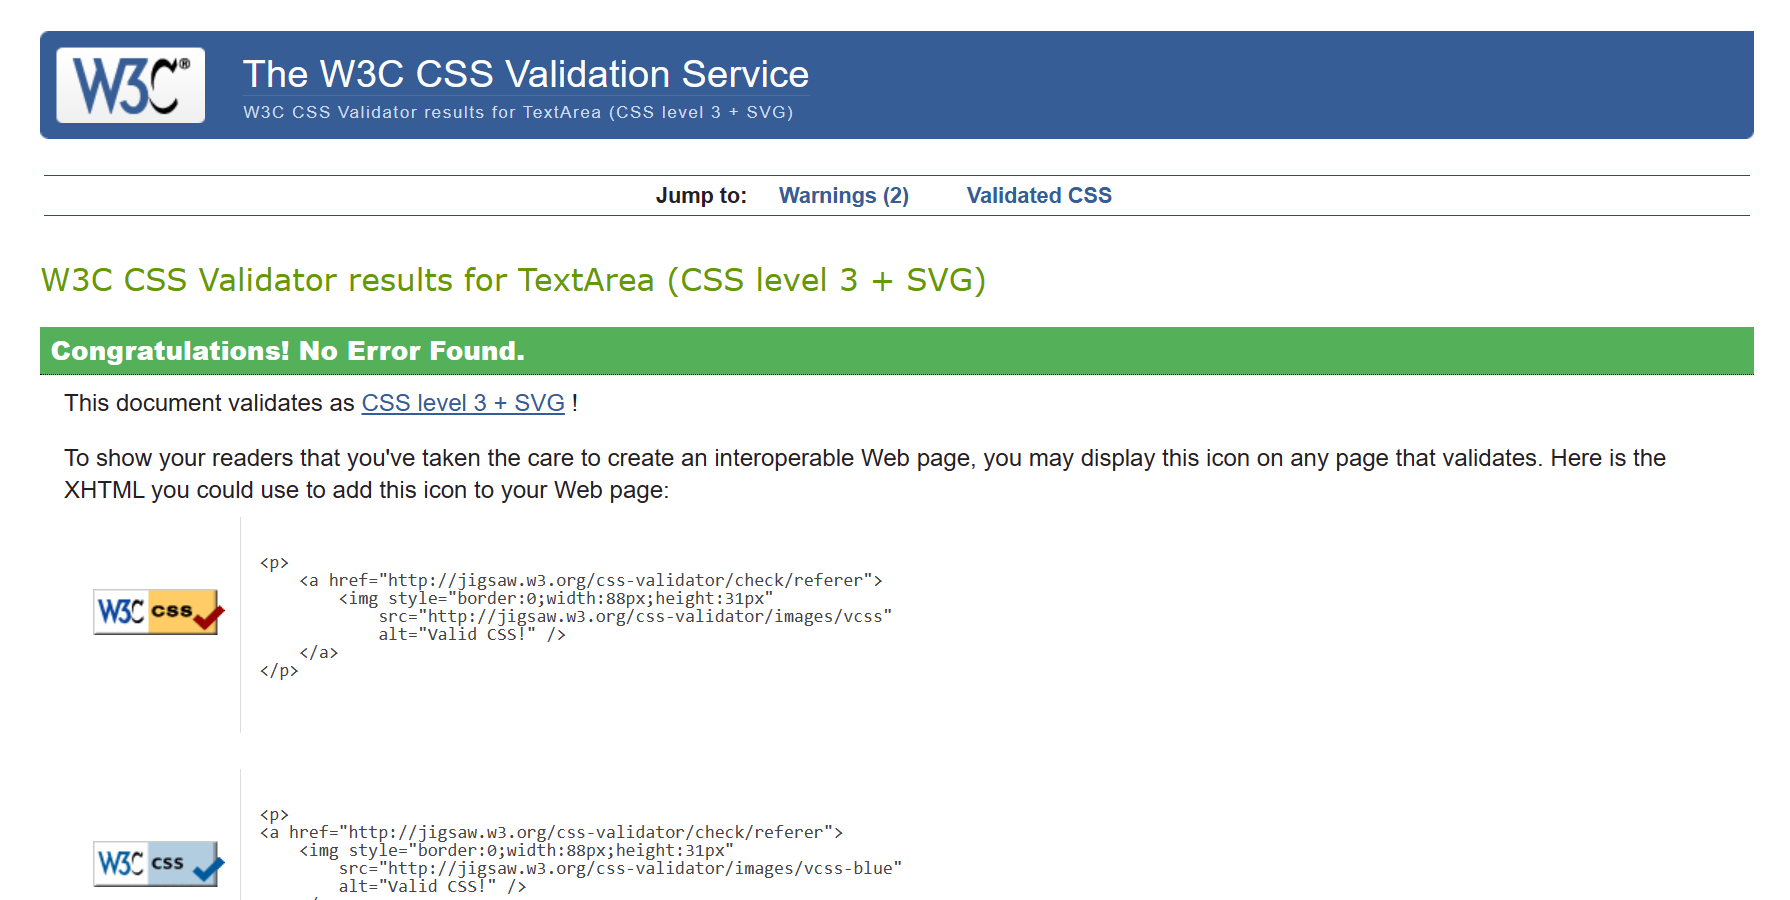 W3C®
The W3C CSS Validation Service
W3C CSS Validator results for TextArea (CSS level 3 + SVG)
Jump to: Warnings (2) Validated CSS
W3C CSS Validator results for TextArea (CSS level 3 + SVG)
Congratulations! No Error Found.
This document validates as CSS level 3 + SVG !
To show your readers that you've taken the care to create an interoperable Web page, you may display this icon on any page that validates. Here is the
XHTML you could use to add this icon to your Web page:
W3C css
<p>
<a href="http://jigsaw.w3.org/css-validator/check/referer">
<img style="border:0;width:88px;height:31px"
src="http://jigsaw.w3.org/css-validator/images/vcss"
alt="Valid CSS!" />
</a>
</p>
W3C css
<p>
<a href="http://jigsaw.w3.org/css-validator/check/referer">
<img style="border:0;width:88px;height:31px"
src="http://jigsaw.w3.org/css-validator/images/vcss-blue"
alt="Valid CSS!" />